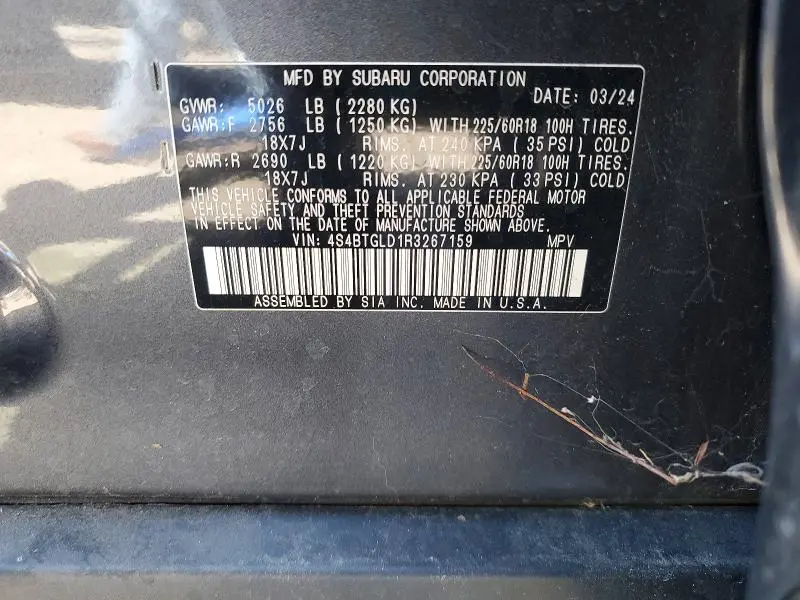 MFD BY SUBARU CORPORATION
DATE: 03/24
GVWR: 5026 LB (2280 KG)
GAWR:F 2756 LB (1250 KG) WITH 225/60R18 100H TIRES.
18X7J RIMS. AT 240 KPA (35 PSI) COLD
GAWR:R 2690 LB (1220 KG) WITH 225/60R18 100H TIRES.
18X7J RIMS. AT 230 KPA (33 PSI) COLD
THIS VEHICLE CONFORMS TO ALL APPLICABLE FEDERAL MOTOR
VEHICLE SAFETY AND THEFT PREVENTION STANDARDS
IN EFFECT ON THE DATE OF MANUFACTURE SHOWN ABOVE.
VIN: 4S4BTGLD1R3267159 MPV
ASSEMBLED BY SIA INC. MADE IN U.S.A.